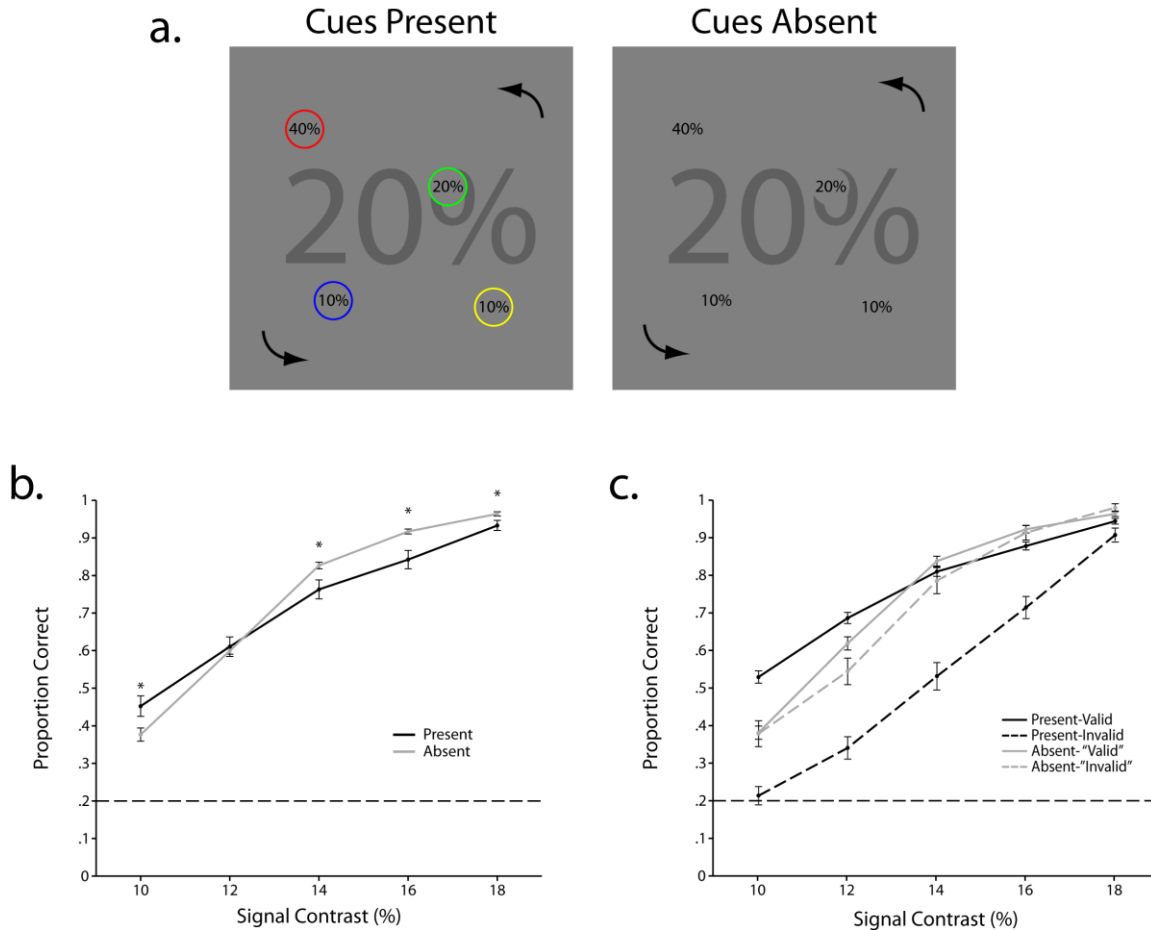 a.
Cues Present
Cues Absent
40%
20%
20%
10%
10%
40%
20%
20%
10%
10%
b.
Proportion Correct
1
.9
.8
.7
.6
.5
.4
.3
.2
.1
0
*
*
*
*
Present
Absent
10 12 14 16 18
Signal Contrast (%)
c.
Proportion Correct
1
.9
.8
.7
.6
.5
.4
.3
.2
.1
0
Present-Valid
Present-Invalid
Absent-“Valid”
Absent-”Invalid”
10 12 14 16 18
Signal Contrast (%)